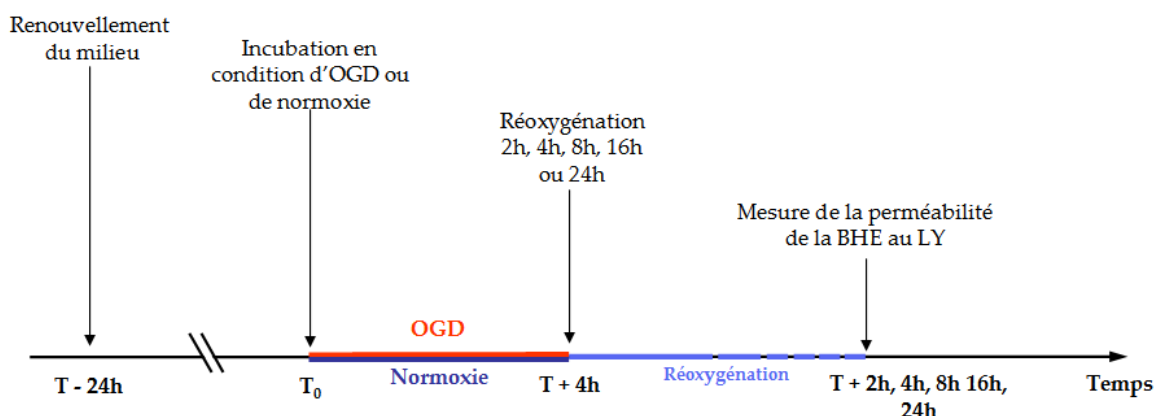 Renouvellement
du milieu
Incubation en
condition d'OGD ou
de normoxie
Réoxygénation
2h, 4h, 8h, 16h
ou 24h
Mesure de la perméabilité
de la BHE au LY
OGD
Normoxie
Réoxygénation
T - 24h
T0
T + 4h
T + 2h, 4h, 8h 16h,
24h
Temps